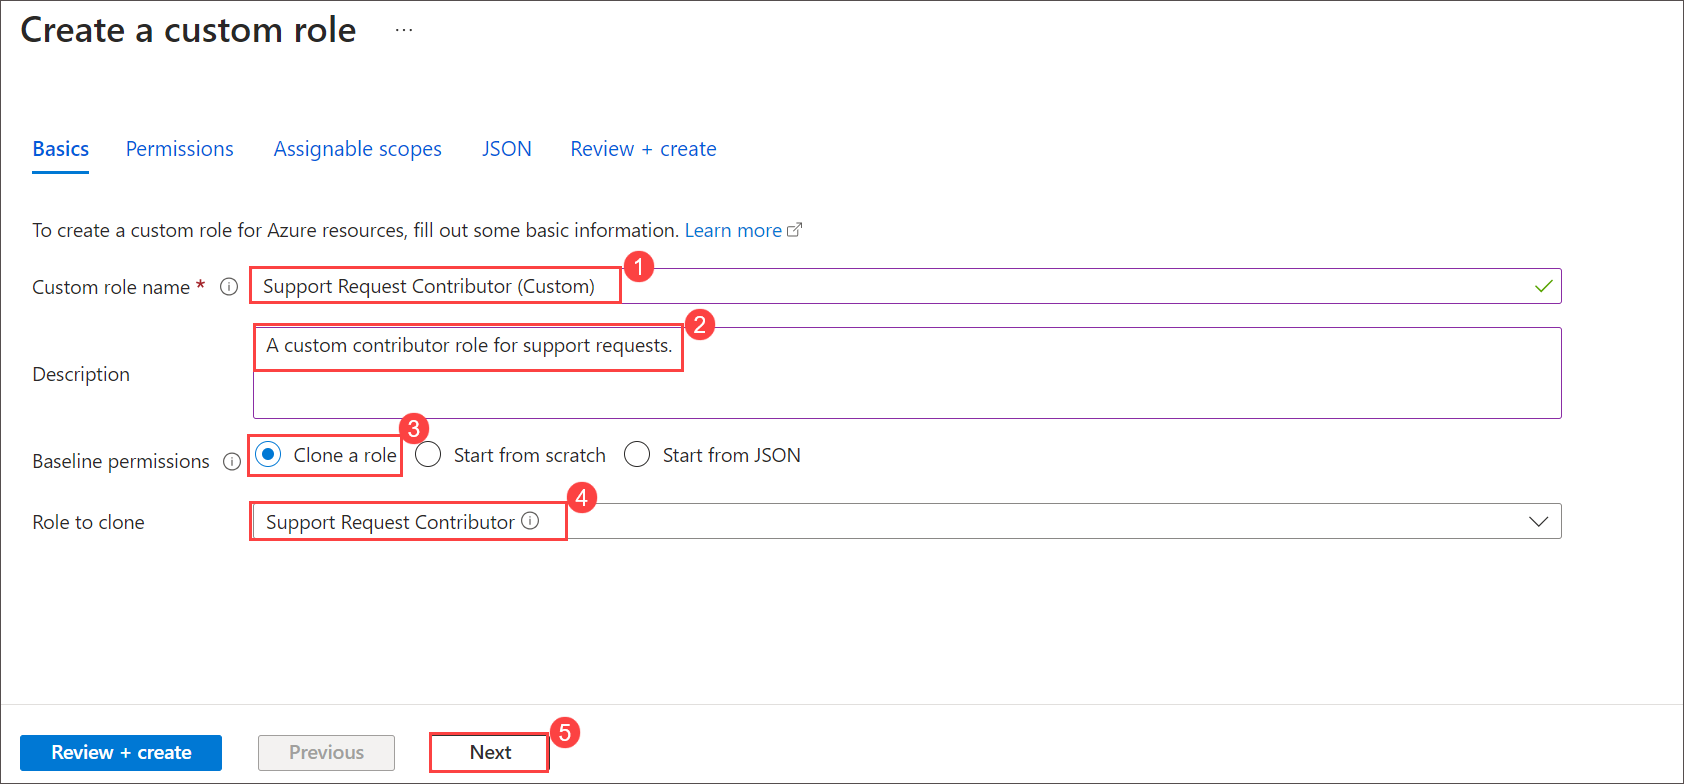 Create a custom role ...
Basics Permissions Assignable scopes JSON Review + create
To create a custom role for Azure resources, fill out some basic information. Learn more
1
Custom role name * Support Request Contributor (Custom)
2
A custom contributor role for support requests.
Description
3
Baseline permissions Clone a role Start from scratch Start from JSON
4
Role to clone Support Request Contributor
5
Review + create Previous Next